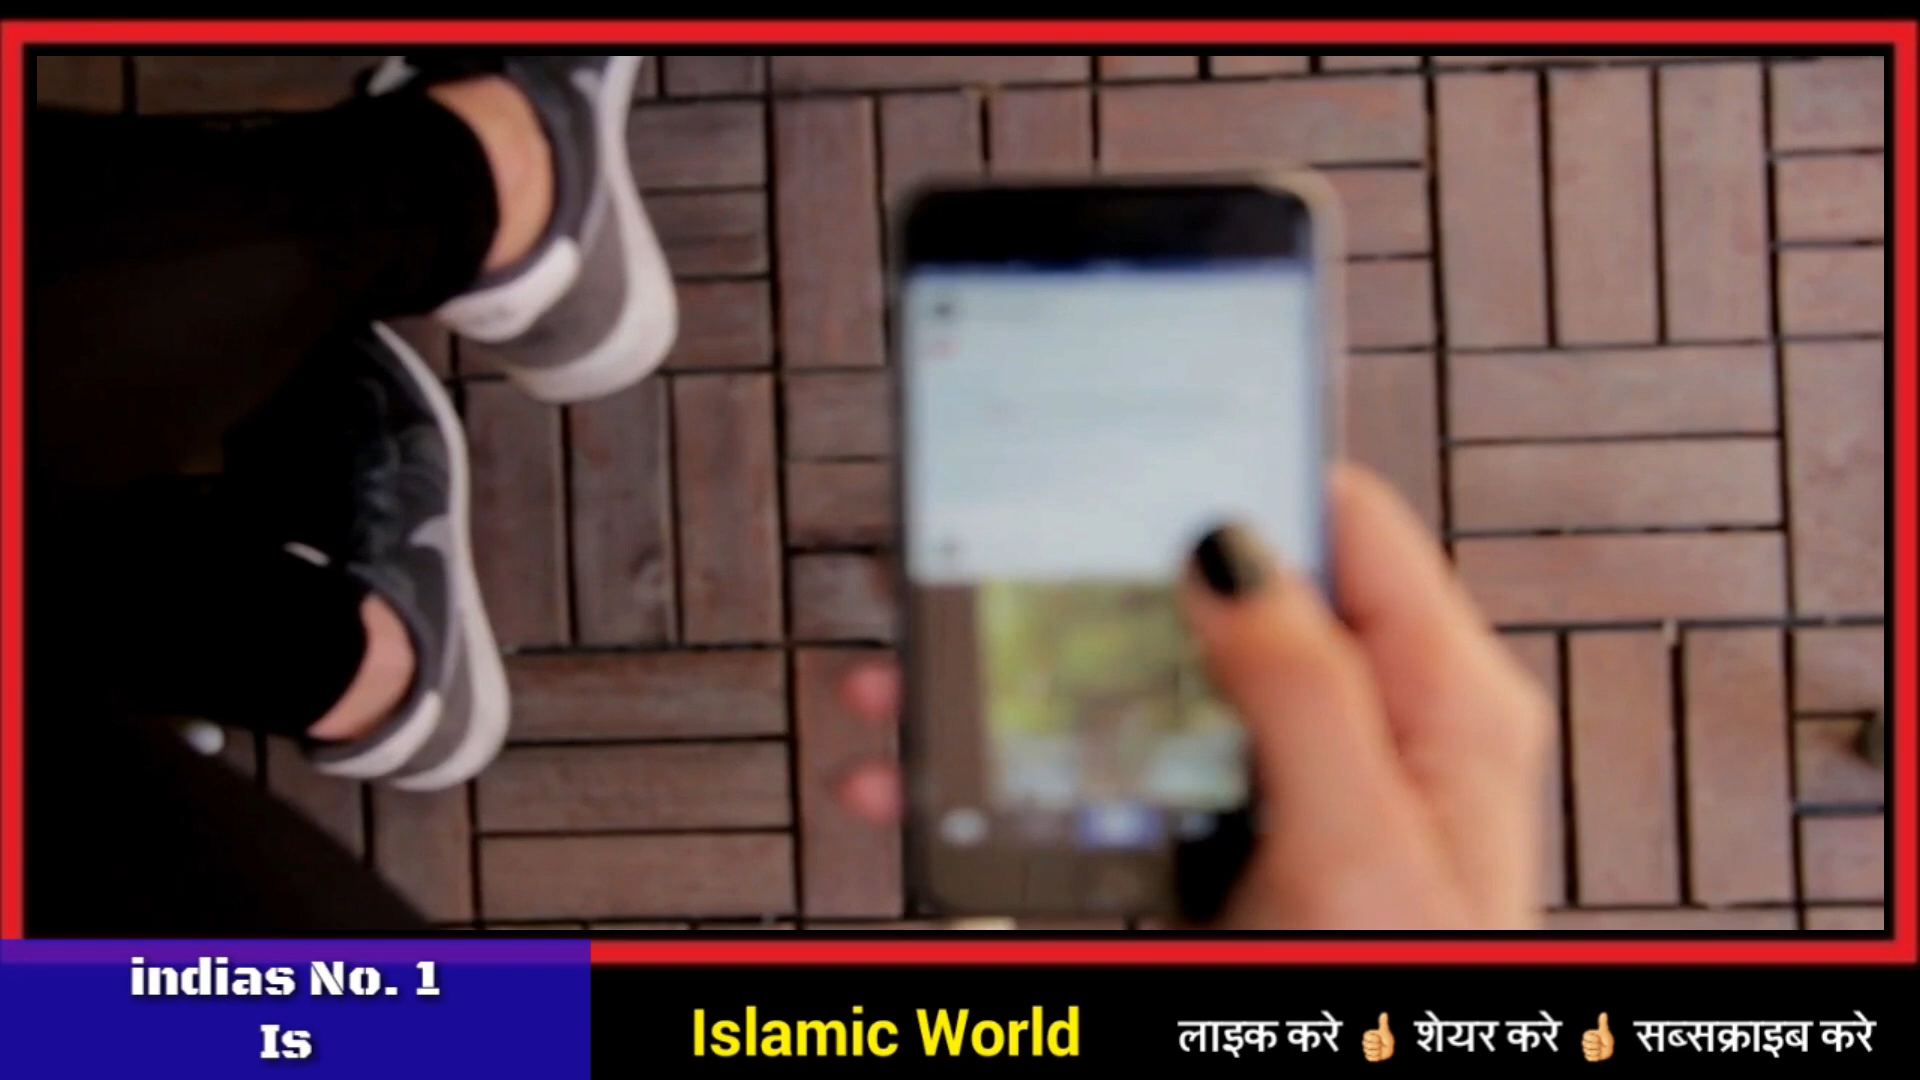 indias No. 1
Is
Islamic World
लाइक करे 👍 शेयर करे 👍 सब्सक्राइब करे